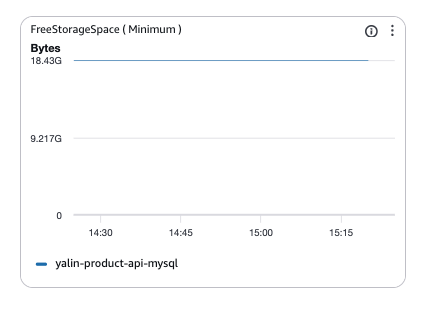 FreeStorageSpace ( Minimum )
Bytes
18.43G
9.217G
0
14:30 14:45 15:00 15:15
yalin-product-api-mysql